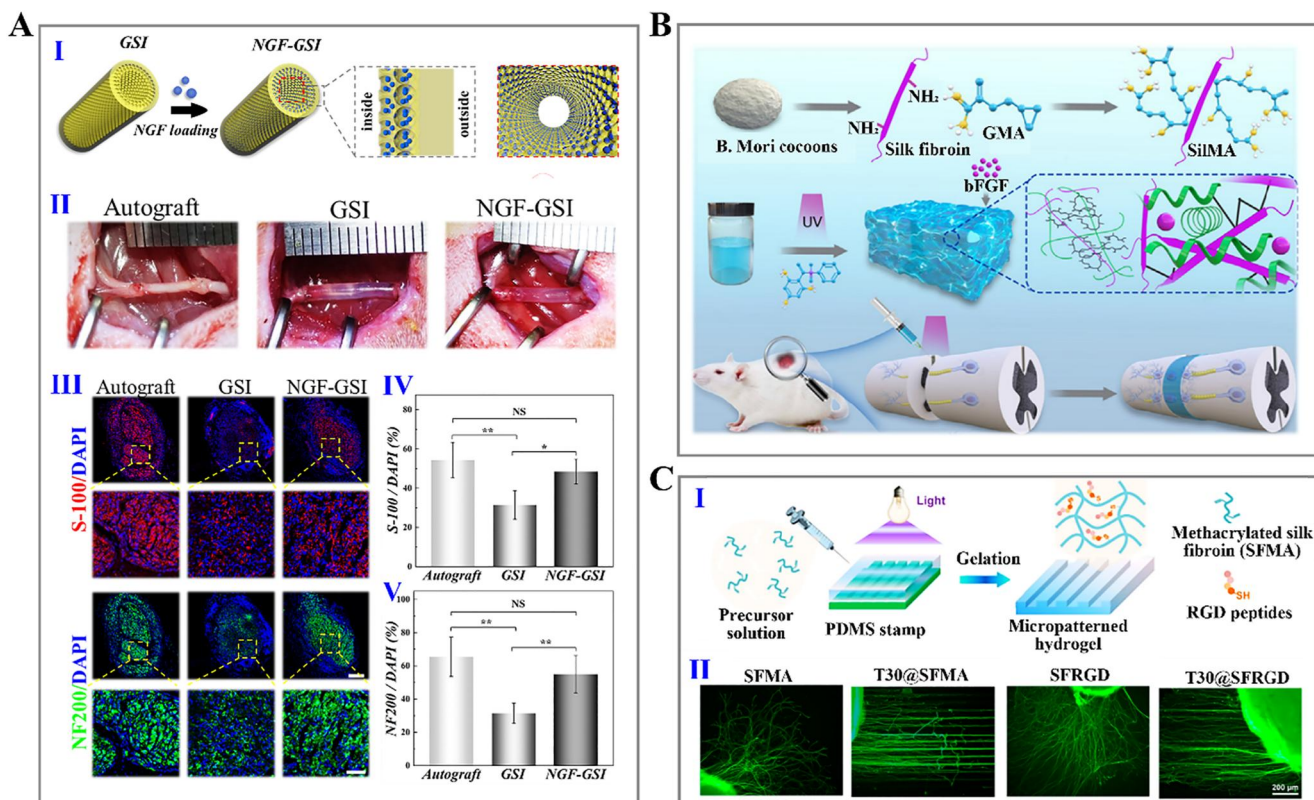 A
I
GSI
NGF-GSI
NGF loading
inside
outside
II
Autograft
GSI
NGF-GSI
III
Autograft
GSI
NGF-GSI
S-100/DAPI
NF200/DAPI
IV
S-100 / DAPI (%)
80
60
40
20
0
NS
**
*
Autograft
GSI
NGF-GSI
V
NF200 / DAPI (%)
100
80
60
40
20
0
NS
**
**
Autograft
GSI
NGF-GSI
B
B. Mori cocoons
NH2
NH2
Silk fibroin
GMA
SilMA
bFGF
UV
C
I
Precursor
solution
Light
PDMS stamp
Gelation
S
S
S
S
Micropatterned
hydrogel
Methacrylated silk
fibroin (SFMA)
SH
RGD peptides
II
SFMA
T30@SFMA
SFRGD
T30@SFRGD
200 μm